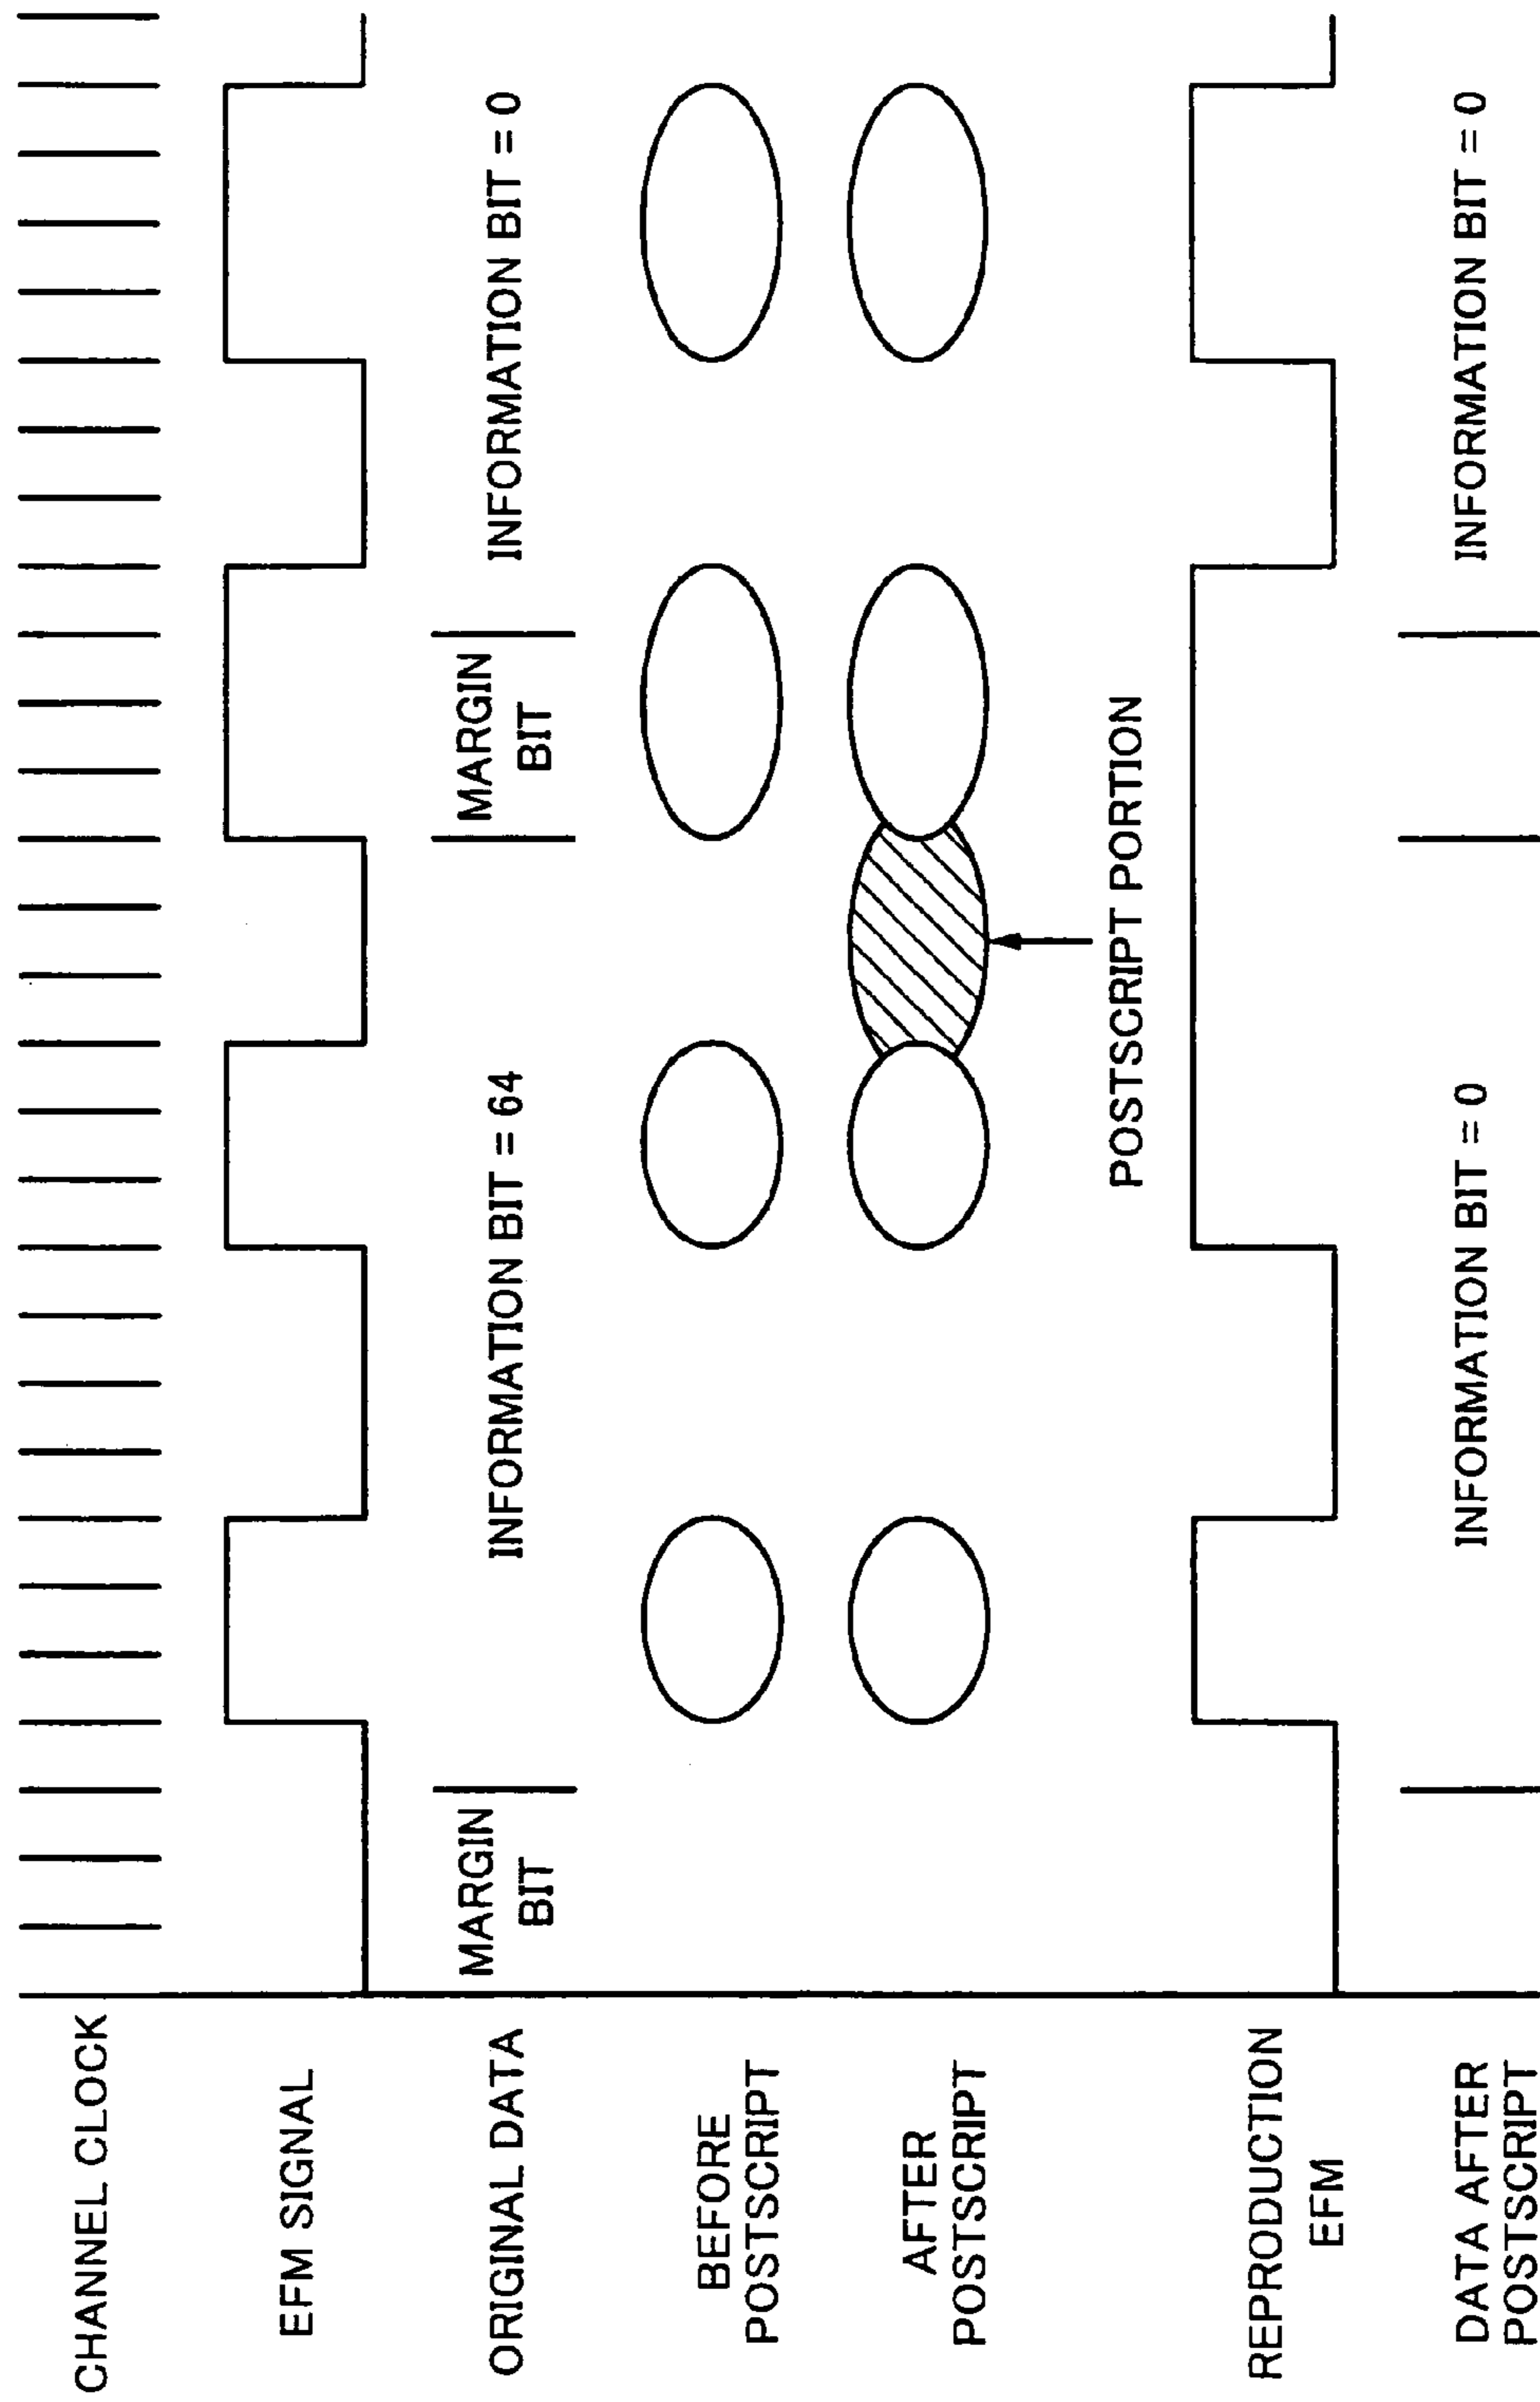 CHANNEL CLOCK
EFM SIGNAL
ORIGINAL DATA
MARGIN
BIT
INFORMATION BIT = 64
MARGIN
BIT
INFORMATION BIT = 0
BEFORE
POSTSCRIPT
AFTER
POSTSCRIPT
POSTSCRIPT PORTION
REPRODUCTION
EFM
DATA AFTER
POSTSCRIPT
INFORMATION BIT = 0
INFORMATION BIT = 0